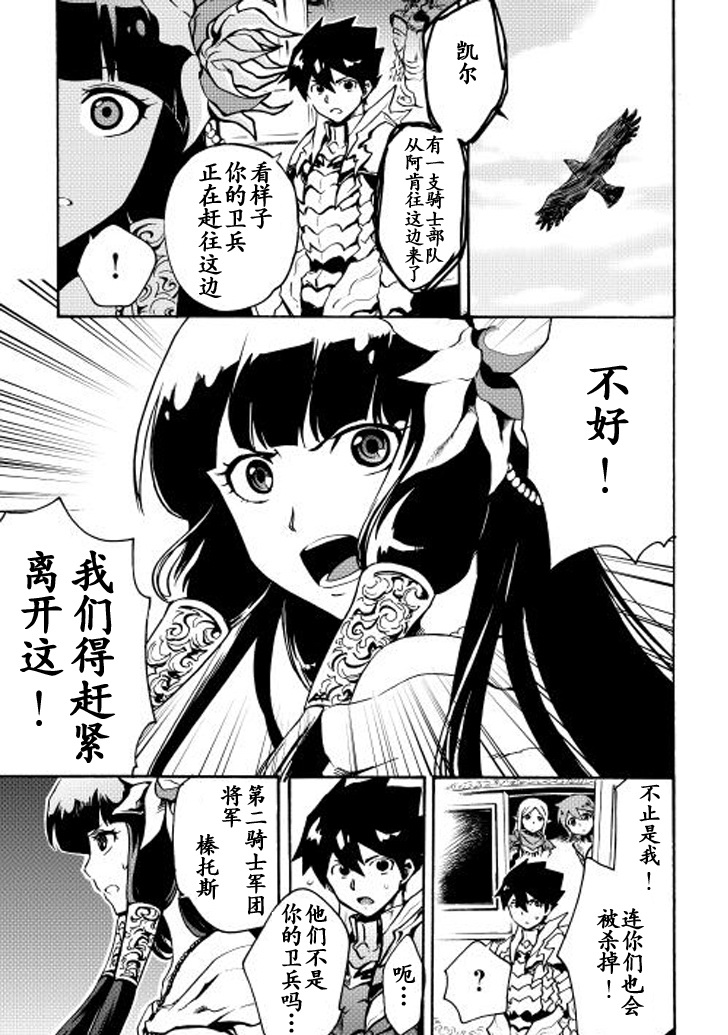 凯尔
有一支骑士部队
从阿肯往这边来了
看样子
你的卫兵
正在赶往这边
！
不好！
我们得赶紧
离开这！
不止是我！
连你们也会
被杀掉！
？
呃…
他们不是
你的卫兵吗…
第二骑士军团
将军
榛托斯